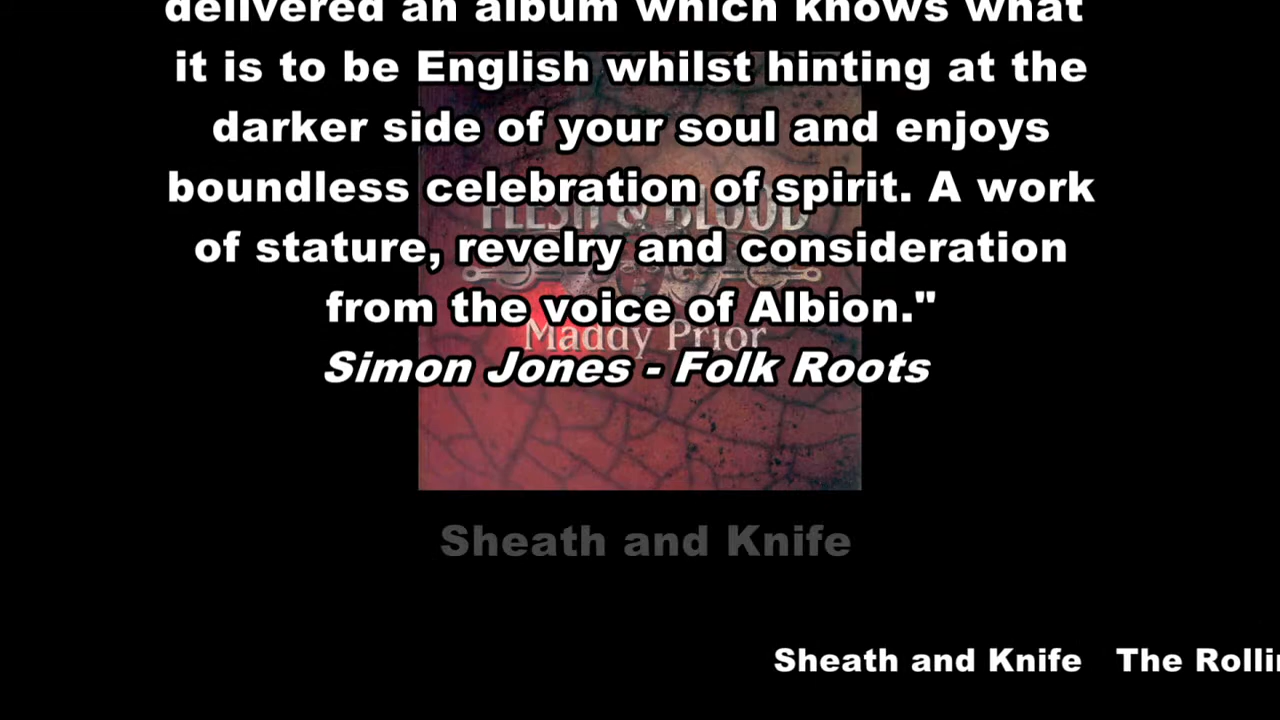 delivered an album which knows what
it is to be English whilst hinting at the
darker side of your soul and enjoys
boundless celebration of spirit. A work
FLESH & BLOOD
of stature, revelry and consideration
from the voice of Albion."
Maddy Prior
Simon Jones - Folk Roots
Sheath and Knife
Sheath and Knife The Rolli